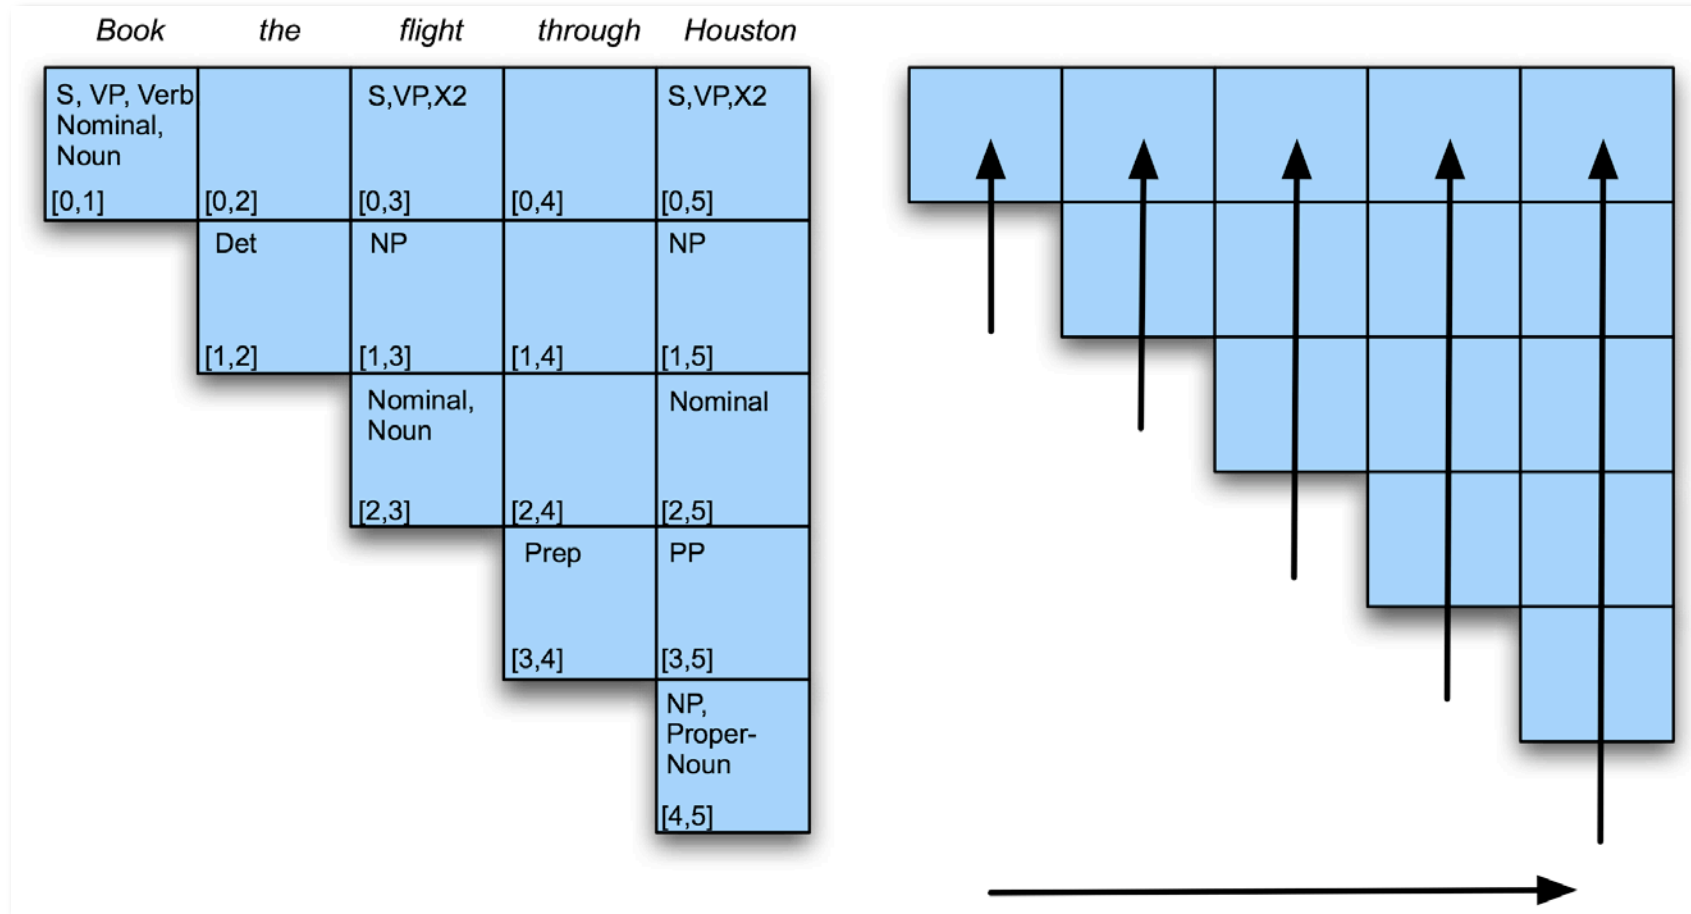 Book the flight through Houston
S, VP, Verb
Nominal,
Noun
[0,1]
[0,2]
S,VP,X2
[0,3]
[0,4]
S,VP,X2
[0,5]
Det
[1,2]
NP
[1,3]
[1,4]
NP
[1,5]
Nominal,
Noun
[2,3]
[2,4]
Nominal
[2,5]
Prep
[3,4]
PP
[3,5]
NP,
Proper-
Noun
[4,5]